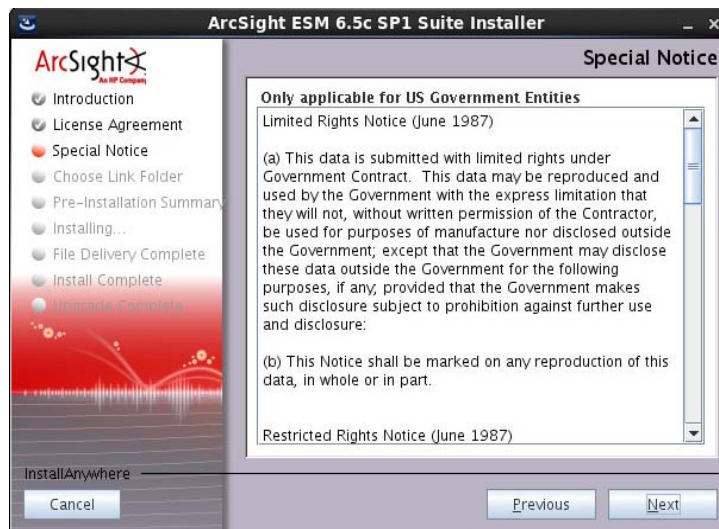 ArcSight ESM 6.5c SP1 Suite Installer
ArcSight
An HP Company
Introduction
License Agreement
Special Notice
Choose Link Folder
Pre-Installation Summary
Installing...
File Delivery Complete
Install Complete
Upgrade Complete
Special Notice
Only applicable for US Government Entities
Limited Rights Notice (June 1987)
(a) This data is submitted with limited rights under
Government Contract. This data may be reproduced and
used by the Government with the express limitation that
they will not, without written permission of the Contractor,
be used for purposes of manufacture nor disclosed outside
the Government; except that the Government may disclose
these data outside the Government for the following
purposes, if any; provided that the Government makes
such disclosure subject to prohibition against further use
and disclosure:
(b) This Notice shall be marked on any reproduction of this
data, in whole or in part.
Restricted Rights Notice (June 1987)
InstallAnywhere
Cancel
Previous
Next